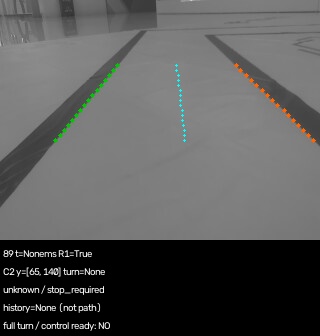 89 t=Nonems R1=True
C2 y=[65, 140] turn=None
unknown / stop_required
history=None (not path)
full turn / control ready: NO